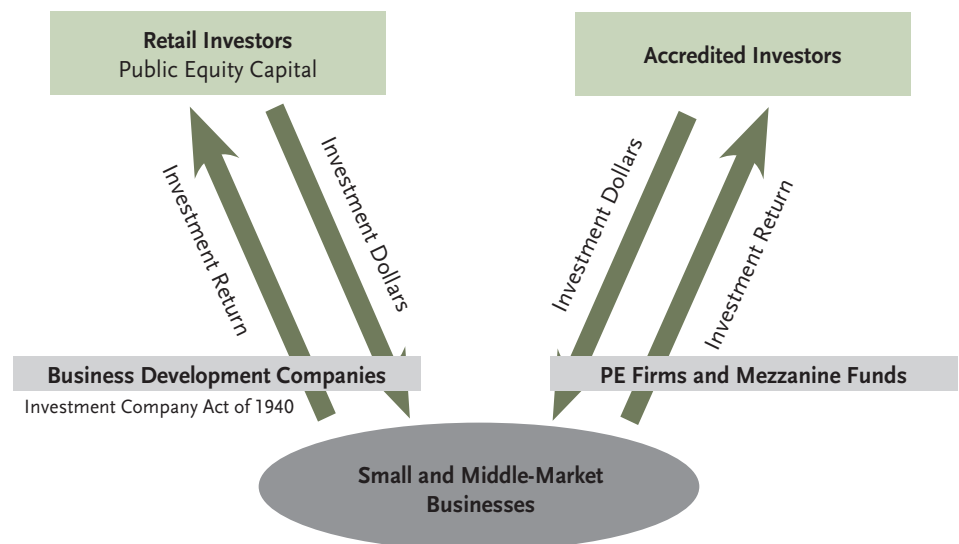 Retail Investors
Public Equity Capital
Accredited Investors
Investment Return
Investment Dollars
Investment Dollars
Investment Return
Business Development Companies
Investment Company Act of 1940
PE Firms and Mezzanine Funds
Small and Middle-Market
Businesses